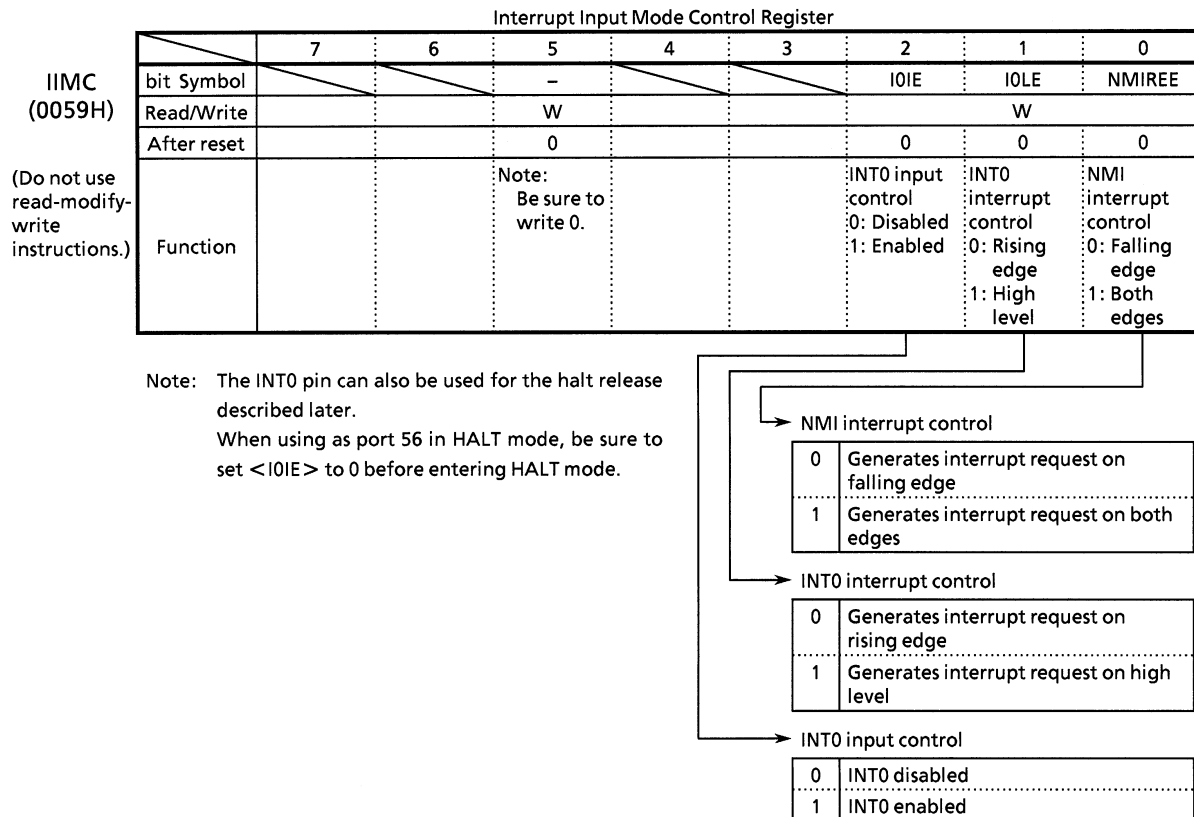 Interrupt Input Mode Control Register
7 6 5 4 3 2 1 0
IIMC
(0059H)
bit Symbol – I0IE I0LE NMIREE
Read/Write W W
After reset 0 0 0 0
(Do not use
read-modify-
write
instructions.)
Function
Note:
Be sure to
write 0.
INT0 input
control
0: Disabled
1: Enabled
INT0
interrupt
control
0: Rising
edge
1: High
level
NMI
interrupt
control
0: Falling
edge
1: Both
edges
Note: The INT0 pin can also be used for the halt release
described later.
When using as port 56 in HALT mode, be sure to
set <I0IE> to 0 before entering HALT mode.
NMI interrupt control
0 Generates interrupt request on
falling edge
1 Generates interrupt request on both
edges
INT0 interrupt control
0 Generates interrupt request on
rising edge
1 Generates interrupt request on high
level
INT0 input control
0 INT0 disabled
1 INT0 enabled